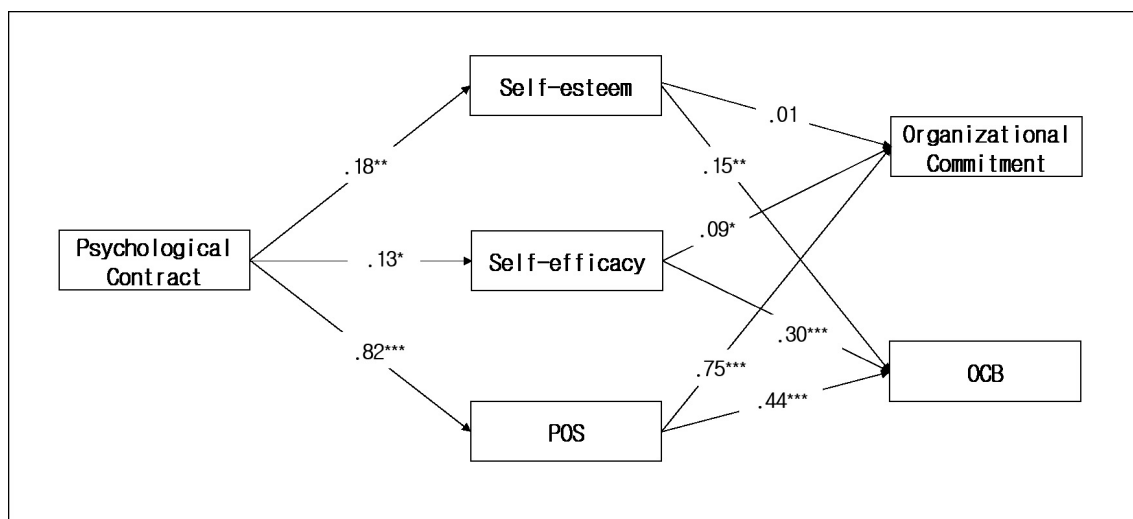 Self-esteem
.01
Organizational
Commitment
.18**
.15**
Psychological
Contract
.13*
Self-efficacy
.09*
.82***
.30***
.75***
OCB
.44***
POS